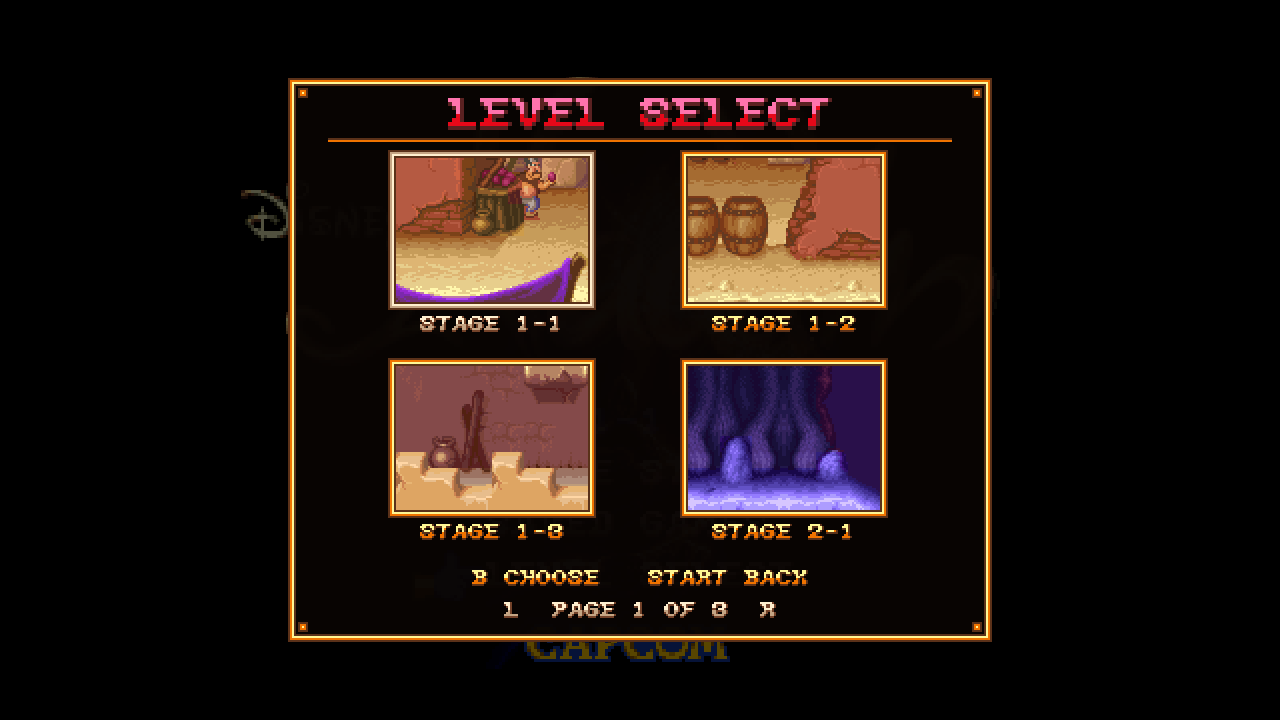 LEVEL SELECT
DISNE
STAGE 1-1 STAGE 1-2
STAGE 1-3 STAGE 2-1
B CHOOSE START BACK
L PAGE 1 OF 3 R
CAPCOM